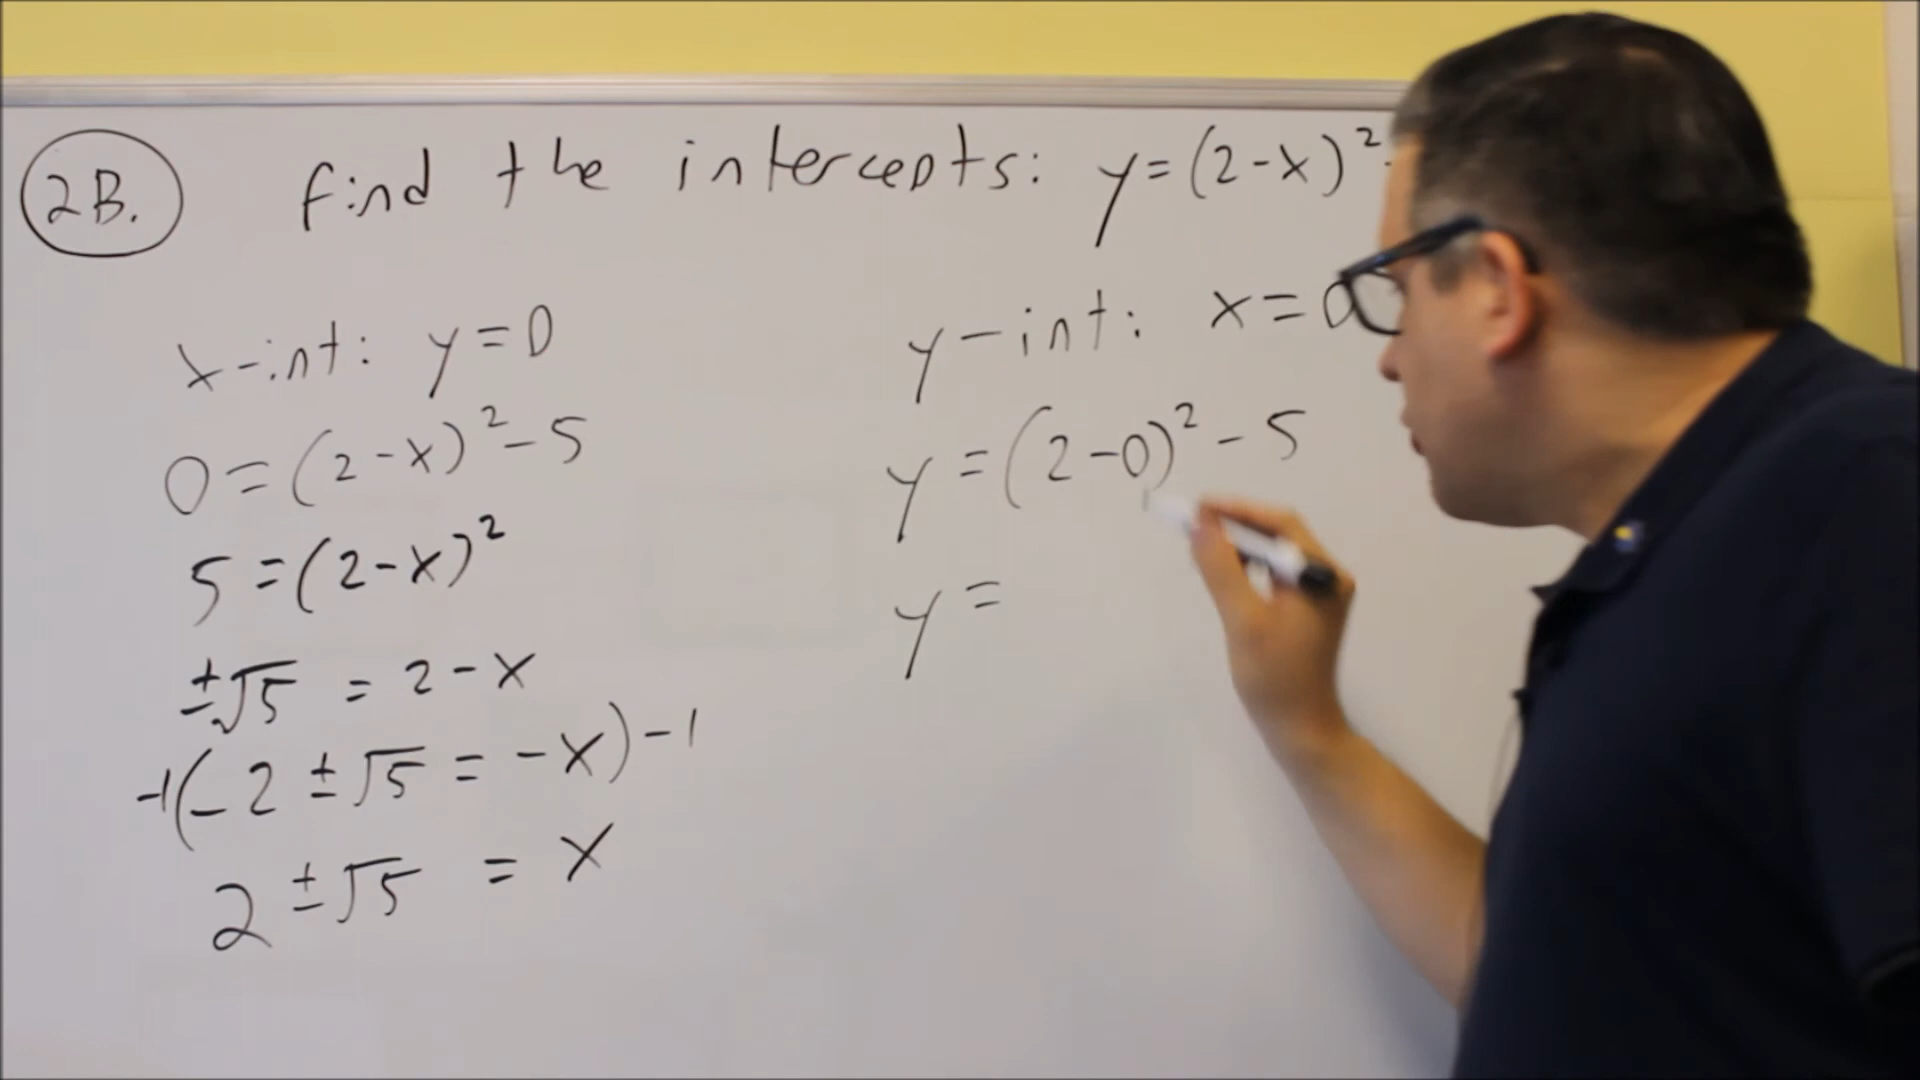 2B. find the intercepts: y=(2-x)²
x-int: y=0
0=(2-x)²-5
5=(2-x)²
±√5 = 2-x
-1(-2 ±√5 = -x)-1
2 ±√5 = x
y-int: x=0
y=(2-0)²-5
y=